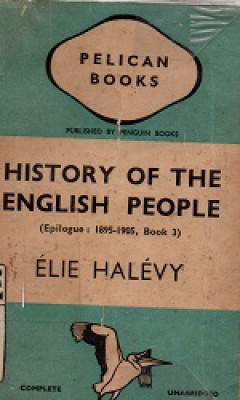 PELICAN
BOOKS
PUBLISHED BY PENGUIN BOOKS
HISTORY OF THE
ENGLISH PEOPLE
(Epilogue : 1895-1905, Book 3)
ÉLIE HALÉVY
COMPLETE
UNABRIDGED